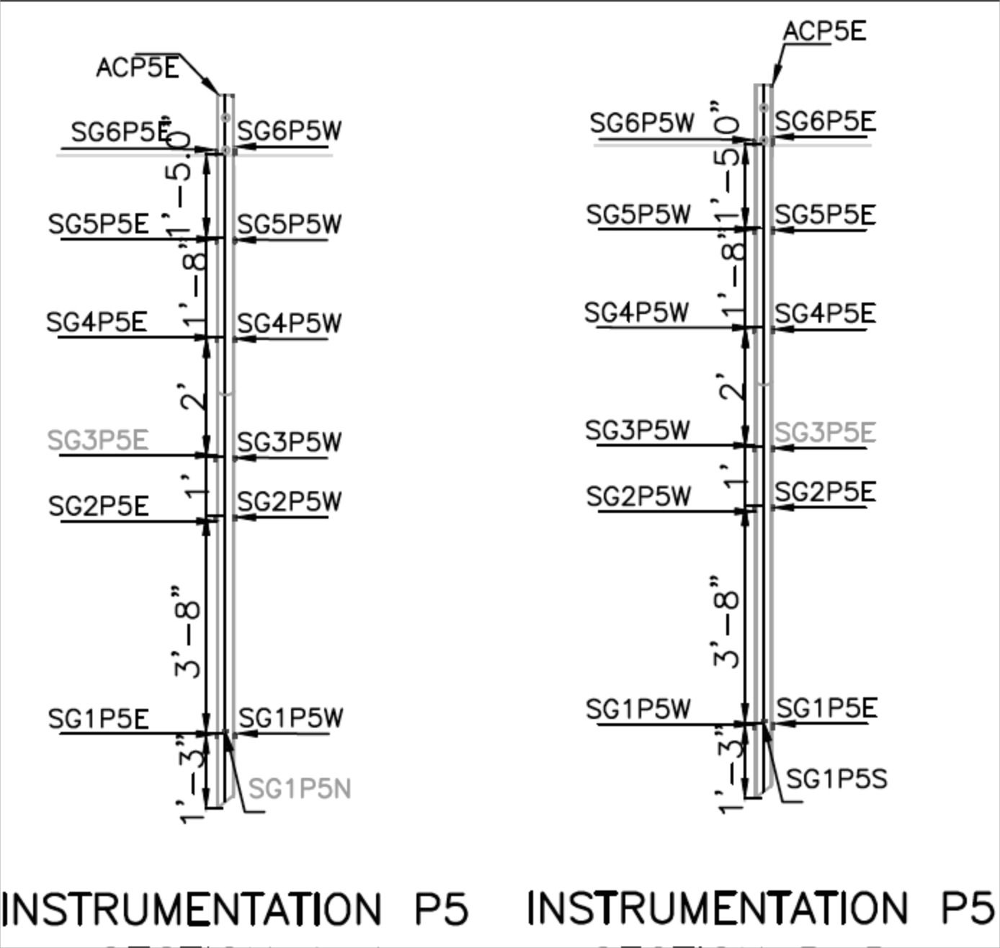 ACP5E
SG6P5E
SG6P5W
1'-5.0"
SG5P5E
SG5P5W
1'-8"
SG4P5E
SG4P5W
2'
SG3P5E
SG3P5W
1'
SG2P5E
SG2P5W
3'-8"
SG1P5E
SG1P5W
1'-3"
SG1P5N
INSTRUMENTATION P5
ACP5E
SG6P5W
SG6P5E
1'-5.0"
SG5P5W
SG5P5E
1'-8"
SG4P5W
SG4P5E
2'
SG3P5W
SG3P5E
1'
SG2P5W
SG2P5E
3'-8"
SG1P5W
SG1P5E
1'-3"
SG1P5S
INSTRUMENTATION P5